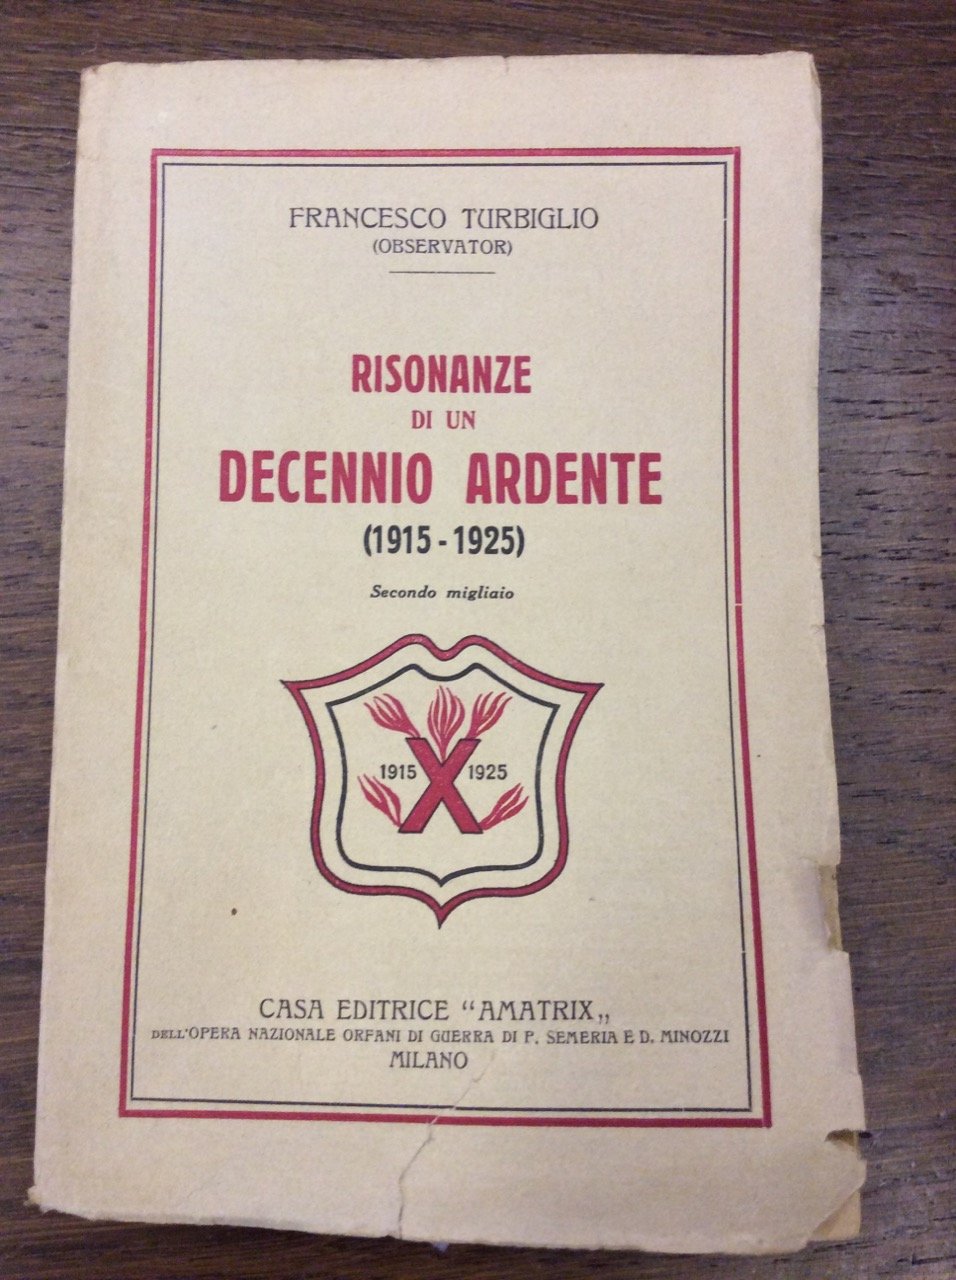 FRANCESCO TURBIGLIO
(OBSERVATOR)
RISONANZE
DI UN
DECENNIO ARDENTE
(1915 - 1925)
Secondo migliaio
X
1915 1925
CASA EDITRICE “AMATRIX„
DELL'OPERA NAZIONALE ORFANI DI GUERRA DI P. SEMERIA E D. MINOZZI
MILANO